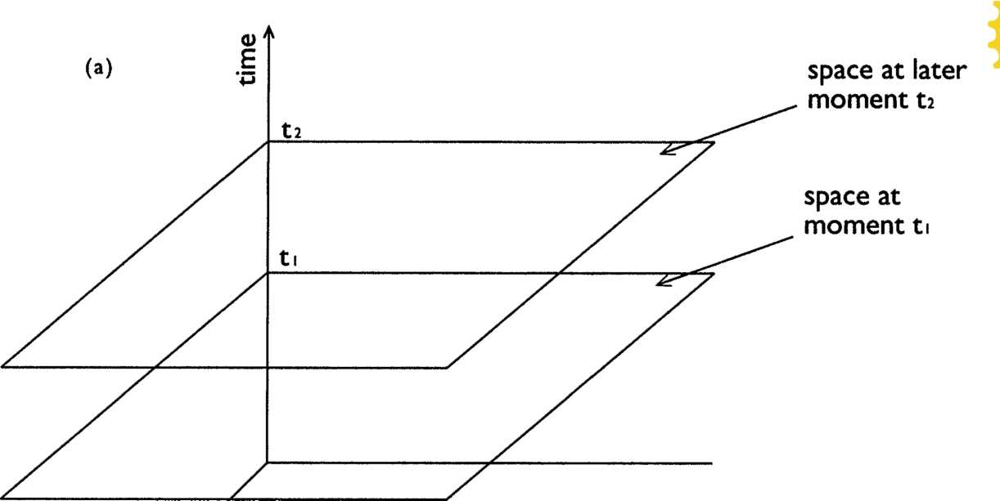 (a)
time
space at later
moment t₂
t₂
space at
moment t₁
t₁